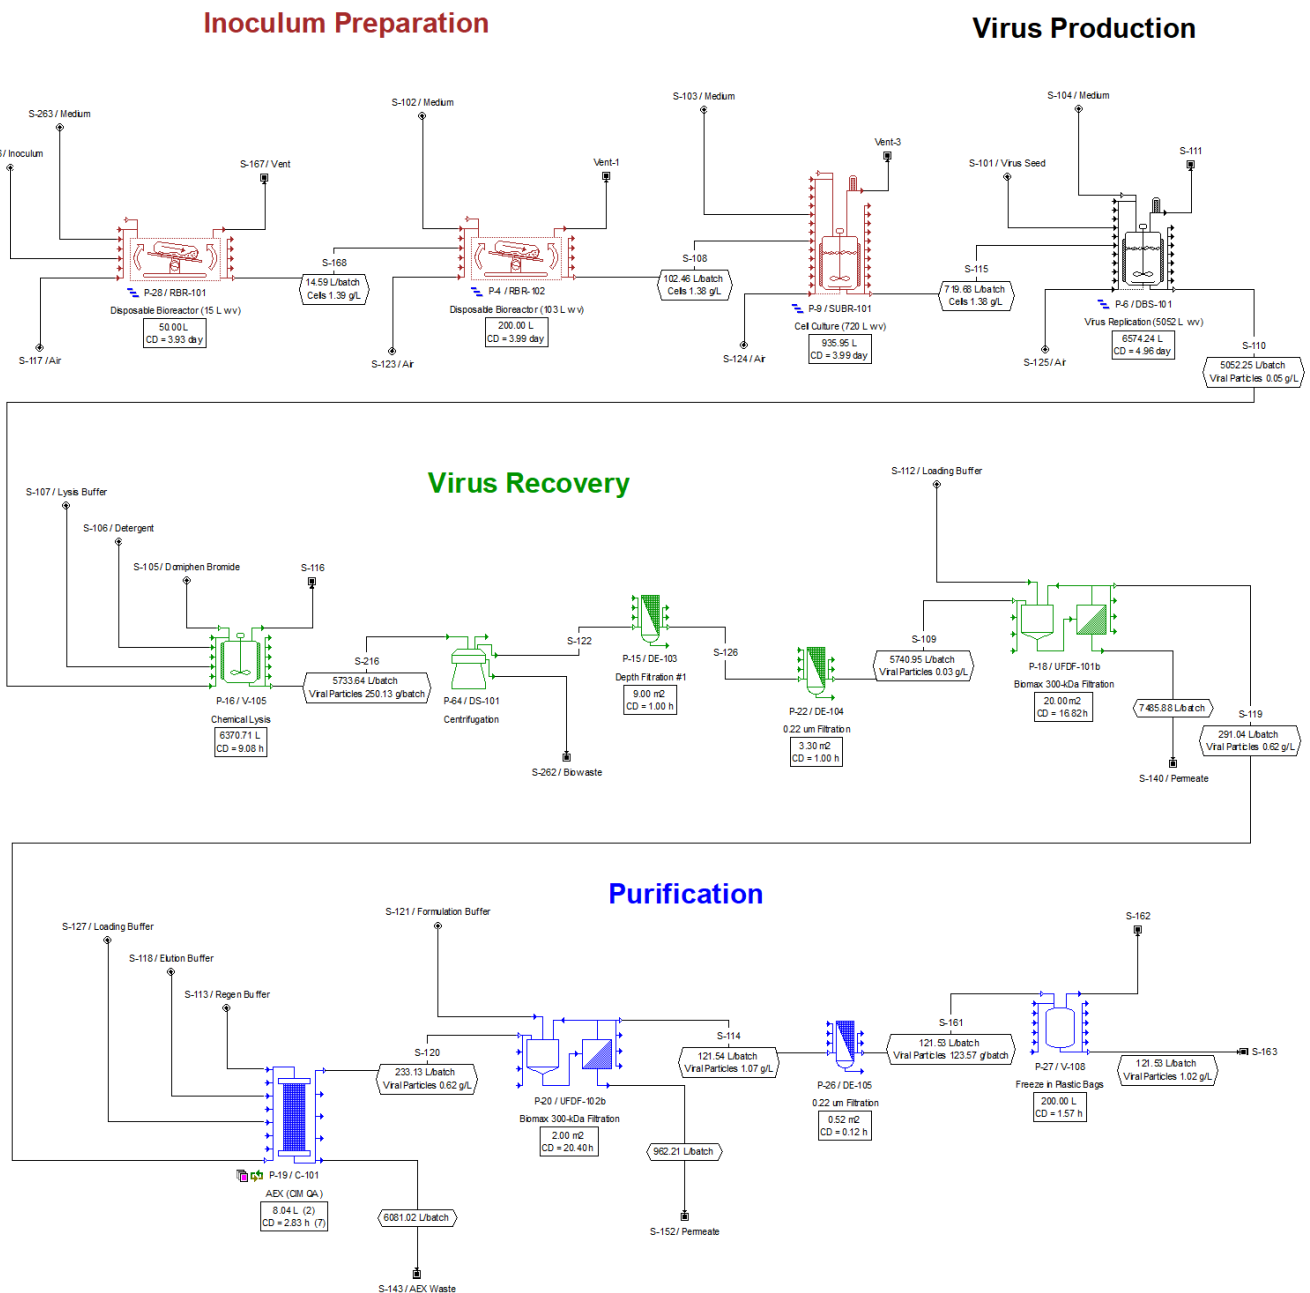 Inoculum Preparation
Virus Production
S-263 / Medium
/ Inoculum
S-167 / Vent
S-102 / Medium
Vent-1
S-103 / Medium
Vent-3
S-104 / Medium
S-101 / Virus Seed
S-111
S-168
14.59 L/batch
Cells 1.39 g/L
S-108
102.46 L/batch
Cells 1.38 g/L
S-115
719.68 L/batch
Cells 1.38 g/L
P-28 / RBR-101
Disposable Bioreactor (15 L wv)
50.00 L
CD = 3.93 day
S-117 / Air
P-4 / RBR-102
Disposable Bioreactor (103 L wv)
200.00 L
CD = 3.99 day
S-123 / Air
P-9 / SUBR-101
Cell Culture (720 L wv)
935.95 L
CD = 3.99 day
S-124 / Air
P-6 / DBS-101
Virus Replication (5052 L wv)
6574.24 L
CD = 4.96 day
S-125 / Air
S-110
5052.25 L/batch
Viral Particles 0.05 g/L
Virus Recovery
S-107 / Lysis Buffer
S-106 / Detergent
S-105 / Domiphen Bromide
S-116
S-112 / Loading Buffer
S-216
5733.64 L/batch
Viral Particles 250.13 g/batch
P-16 / V-105
Chemical Lysis
6370.71 L
CD = 9.08 h
P-64 / DS-101
Centrifugation
S-262 / Biowaste
S-122
P-15 / DE-103
Depth Filtration #1
9.00 m2
CD = 1.00 h
S-126
P-22 / DE-104
0.22 um Filtration
3.30 m2
CD = 1.00 h
S-109
5740.95 L/batch
Viral Particles 0.03 g/L
P-18 / UFDF-101b
Biomax 300-kDa Filtration
20.00 m2
CD = 16.82 h
7485.88 L/batch
S-140 / Permeate
S-119
291.04 L/batch
Viral Particles 0.62 g/L
Purification
S-127 / Loading Buffer
S-118 / Elution Buffer
S-113 / Regen Buffer
S-121 / Formulation Buffer
S-162
S-120
233.13 L/batch
Viral Particles 0.62 g/L
P-19 / C-101
AEX (CIM QA)
8.04 L (2)
CD = 2.83 h (7)
6081.02 L/batch
S-143 / AEX Waste
P-20 / UFDF-102b
Biomax 300-kDa Filtration
2.00 m2
CD = 20.40 h
962.21 L/batch
S-152 / Permeate
S-114
121.54 L/batch
Viral Particles 1.07 g/L
P-26 / DE-105
0.22 um Filtration
0.52 m2
CD = 0.12 h
S-161
121.53 L/batch
Viral Particles 123.57 g/batch
P-27 / V-108
Freeze in Plastic Bags
200.00 L
CD = 1.57 h
121.53 L/batch
Viral Particles 1.02 g/L
S-163